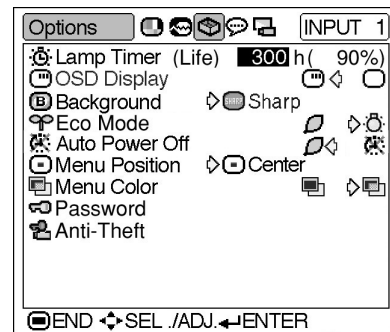 Options INPUT 1
Lamp Timer (Life) 300 h( 90%)
OSD Display
B Background SHARP Sharp
Eco Mode
Auto Power Off
Menu Position Center
Menu Color
Password
Anti-Theft
END SEL ./ADJ. ENTER